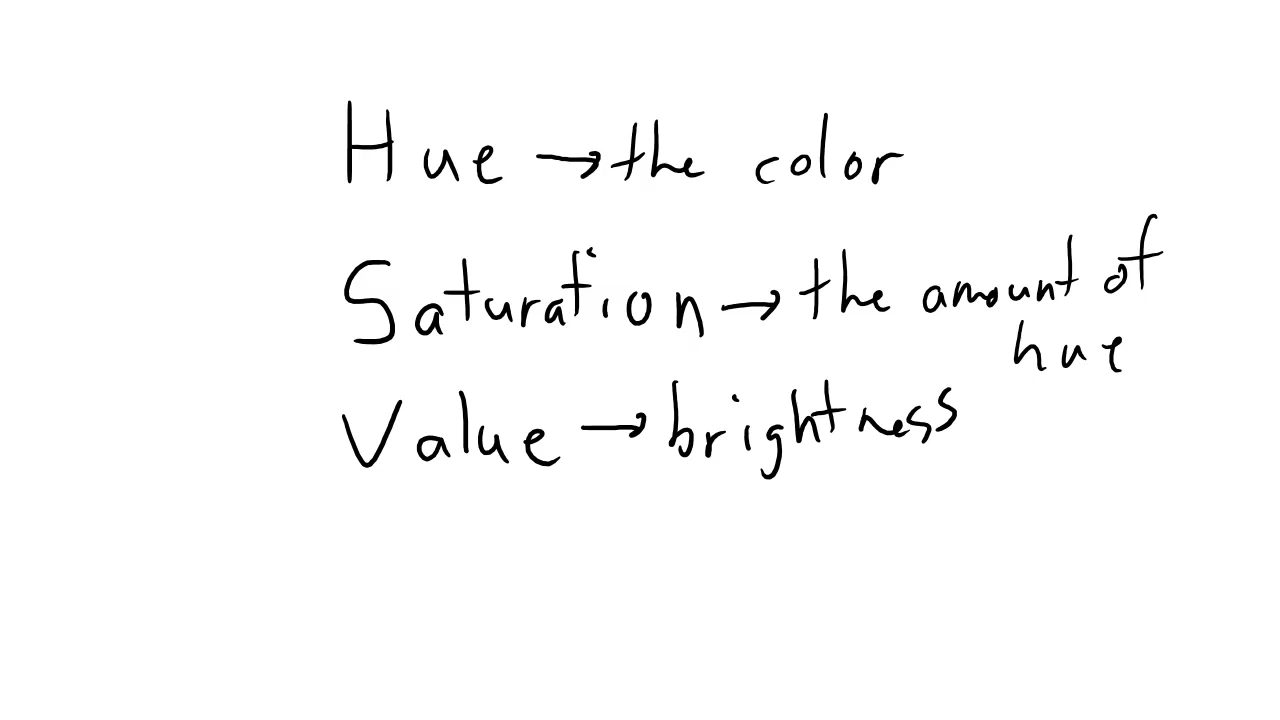 Hue → the color
Saturation → the amount of
hue
Value → brightness